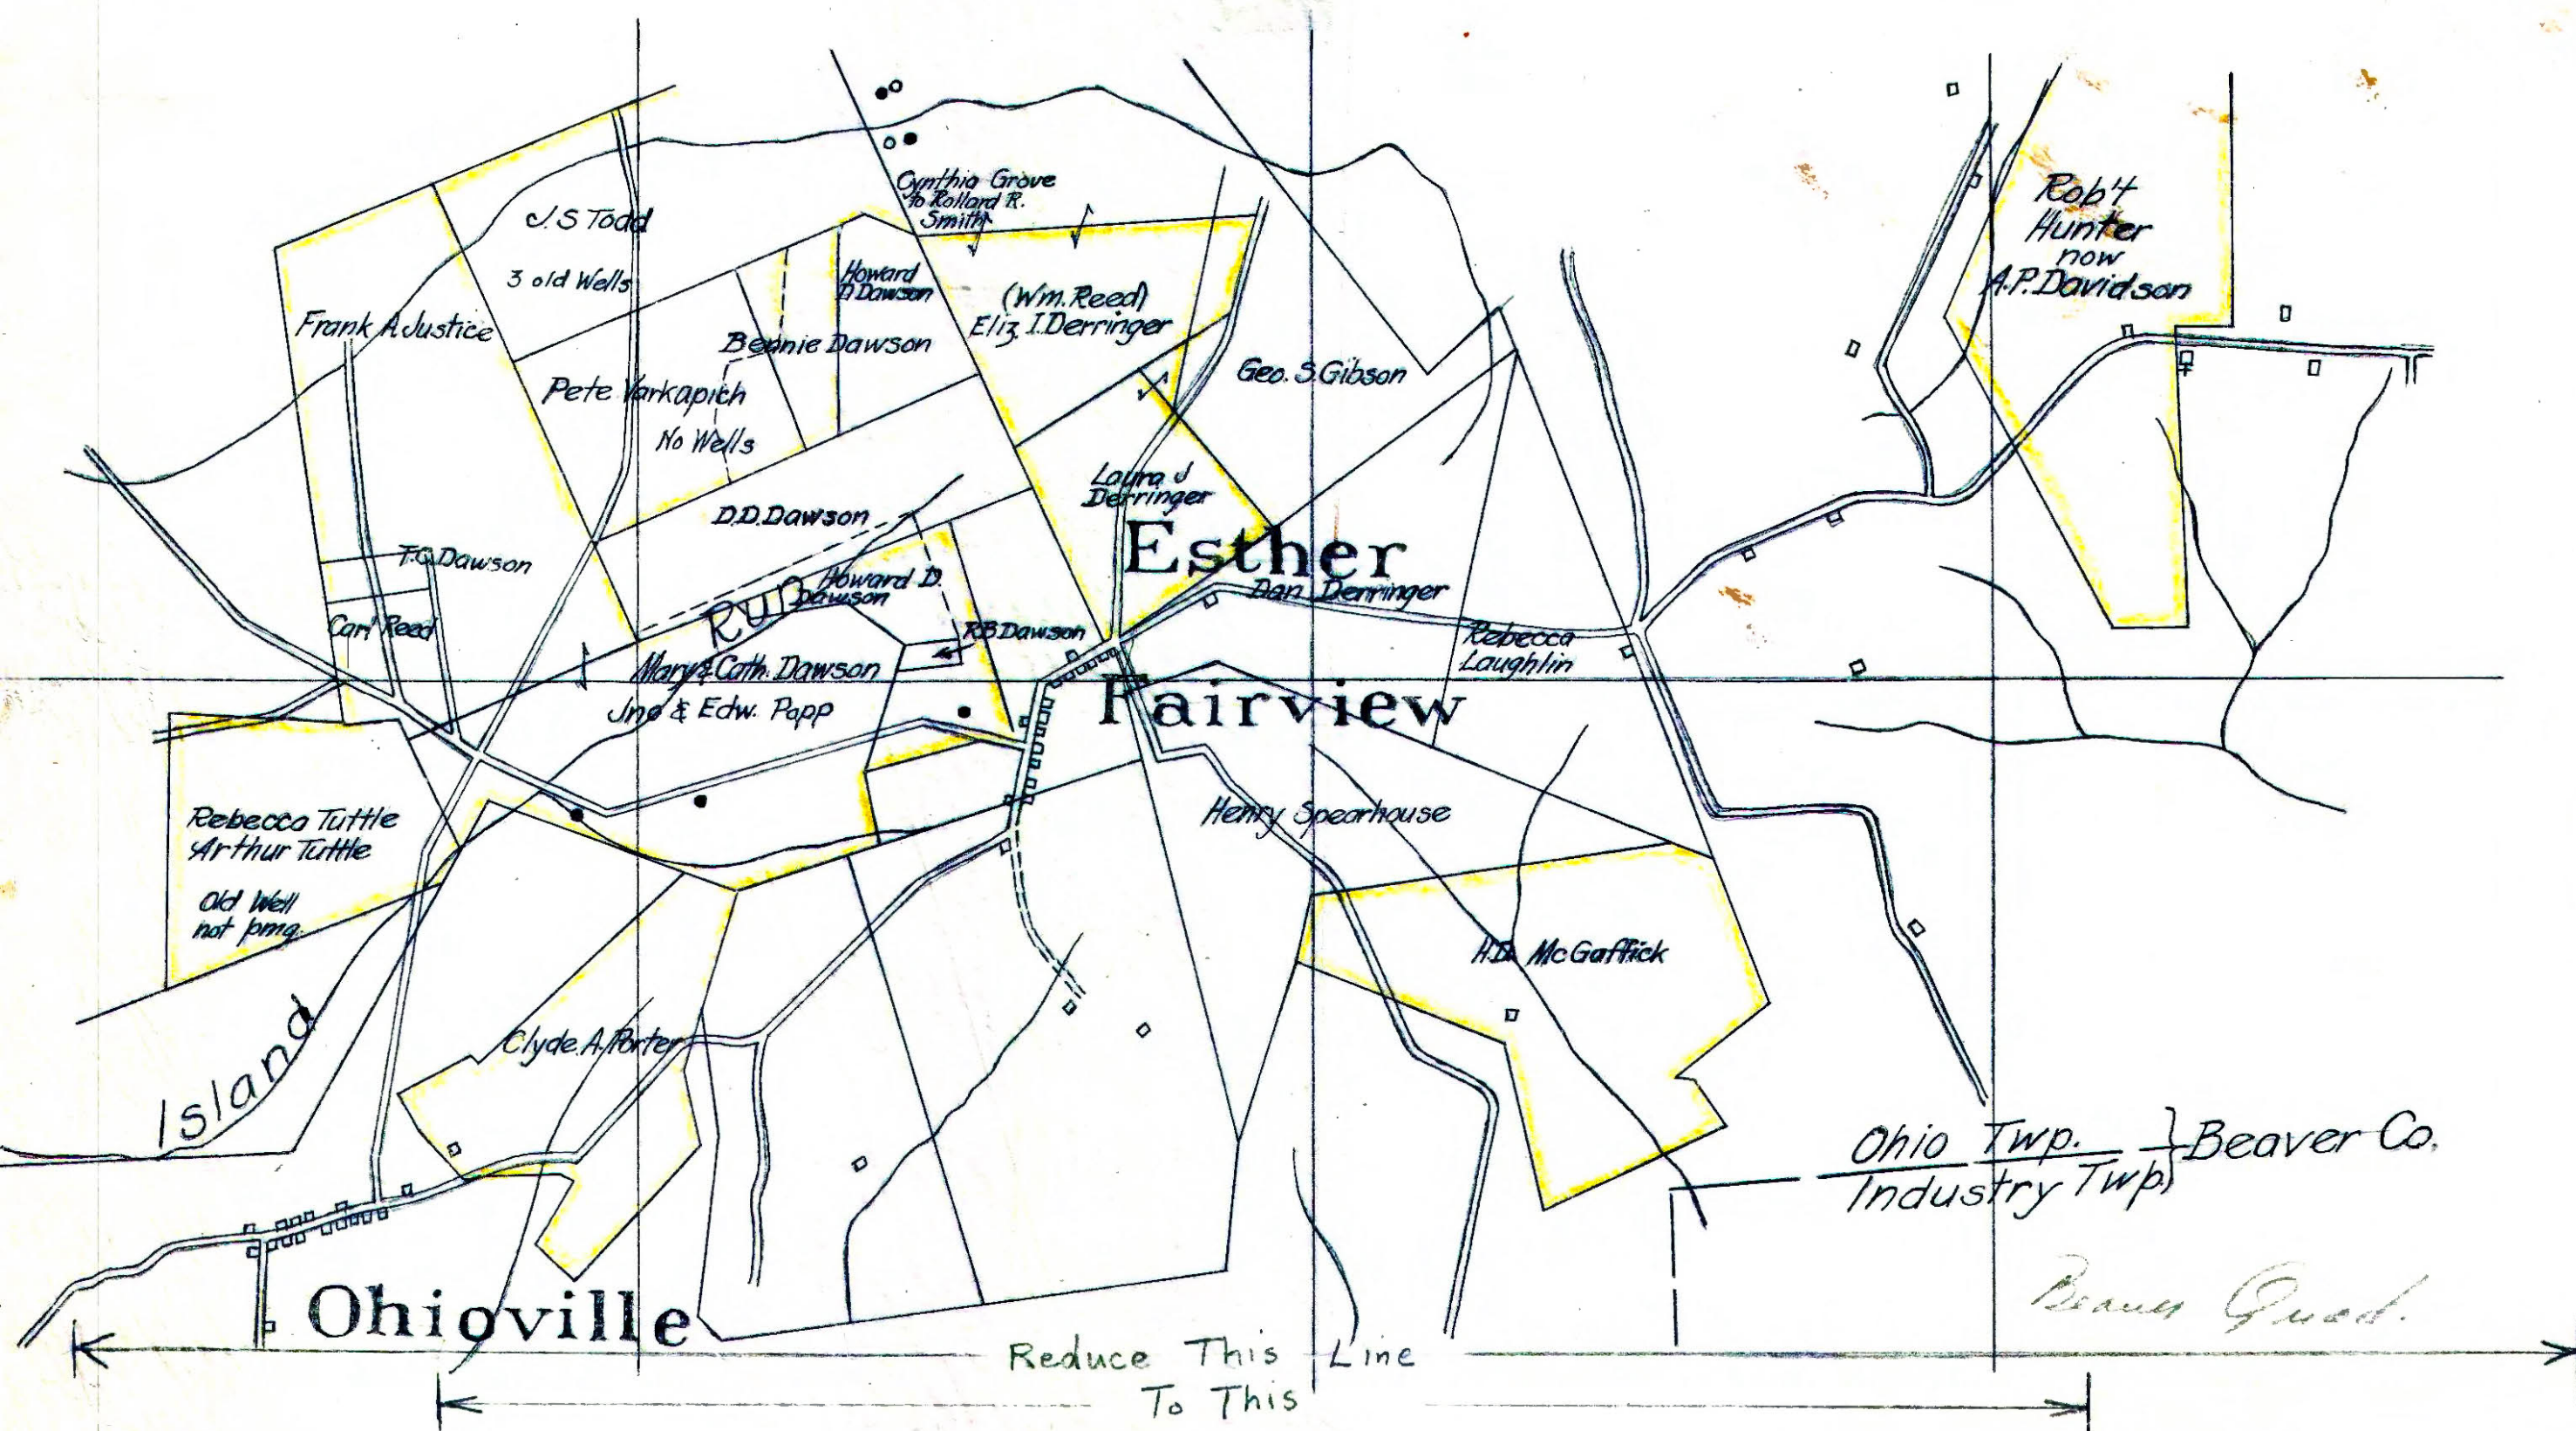 Cynthia Grove
to Rollard R.
Smith
Rob't
Hunter
now
A.P. Davidson
J. S Todd
3 old Wells
Howard
D Dawson
(Wm. Reed)
Eliz. I. Derringer
Frank A Justice
Bennie Dawson
Geo. S. Gibson
Pete Yarkapich
No Wells
Laura J
Derringer
D.D. Dawson
Esther
T.Q Dawson
Howard D.
Dawson
Dan Derringer
Run
Carl Reed
R B Dawson
Rebecca
Laughlin
Mary & Cath. Dawson
Jno & Edw. Popp
Fairview
Rebecca Tuttle
Arthur Tuttle
Old Well
not pmg.
Henry Spearhouse
H.D. McGaffick
Clyde A. Porter
Island
Ohio Twp.
Industry Twp.
Beaver Co.
Beaver Quad.
Ohioville
Reduce This Line
To This